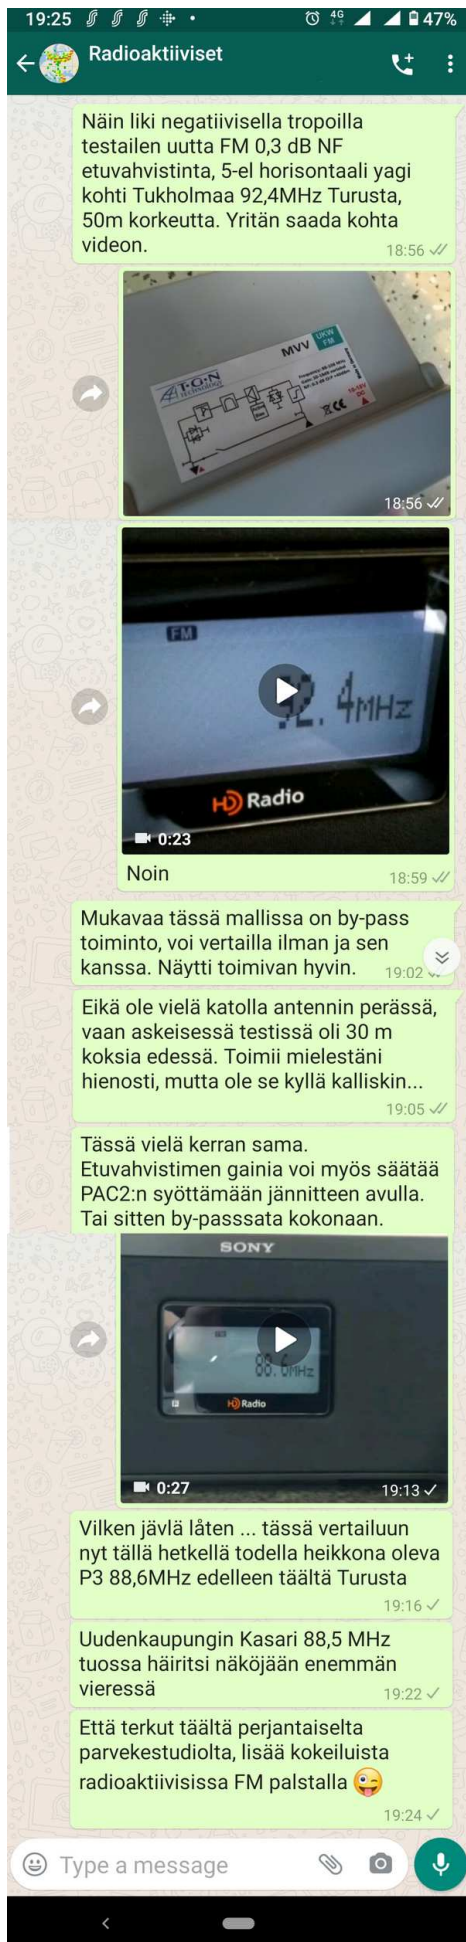 19:25
4G
47%
Radioaktiiviset
Näin liki negatiivisella tropoilla
testailen uutta FM 0,3 dB NF
etuvahvistinta, 5-el horisontaali yagi
kohti Tukholmaa 92,4MHz Turusta,
50m korkeutta. Yritän saada kohta
videon.
18:56
MVV
UKW
FM
T·G·N
TECHNOLOGY
18:56
FM
92.4MHz
HD Radio
0:23
Noin
18:59
Mukavaa tässä mallissa on by-pass
toiminto, voi vertailla ilman ja sen
kanssa. Näytti toimivan hyvin.
19:02
Eikä ole vielä katolla antennin perässä,
vaan askeisessä testissä oli 30 m
koksia edessä. Toimii mielestäni
hienosti, mutta ole se kyllä kalliskin...
19:05
Tässä vielä kerran sama.
Etuvahvistimen gainia voi myös säätää
PAC2:n syöttämään jännitteen avulla.
Tai sitten by-passsata kokonaan.
SONY
88.6MHz
HD Radio
0:27
19:13
Vilken jävlä låten ... tässä vertailuun
nyt tällä hetkellä todella heikkona oleva
P3 88,6MHz edelleen täältä Turusta
19:16
Uudenkaupungin Kasari 88,5 MHz
tuossa häiritsi näköjään enemmän
vieressä
19:22
Että terkut täältä perjantaiselta
parvekestudiolta, lisää kokeiluista
radioaktiivisissa FM palstalla 😜
19:24
Type a message